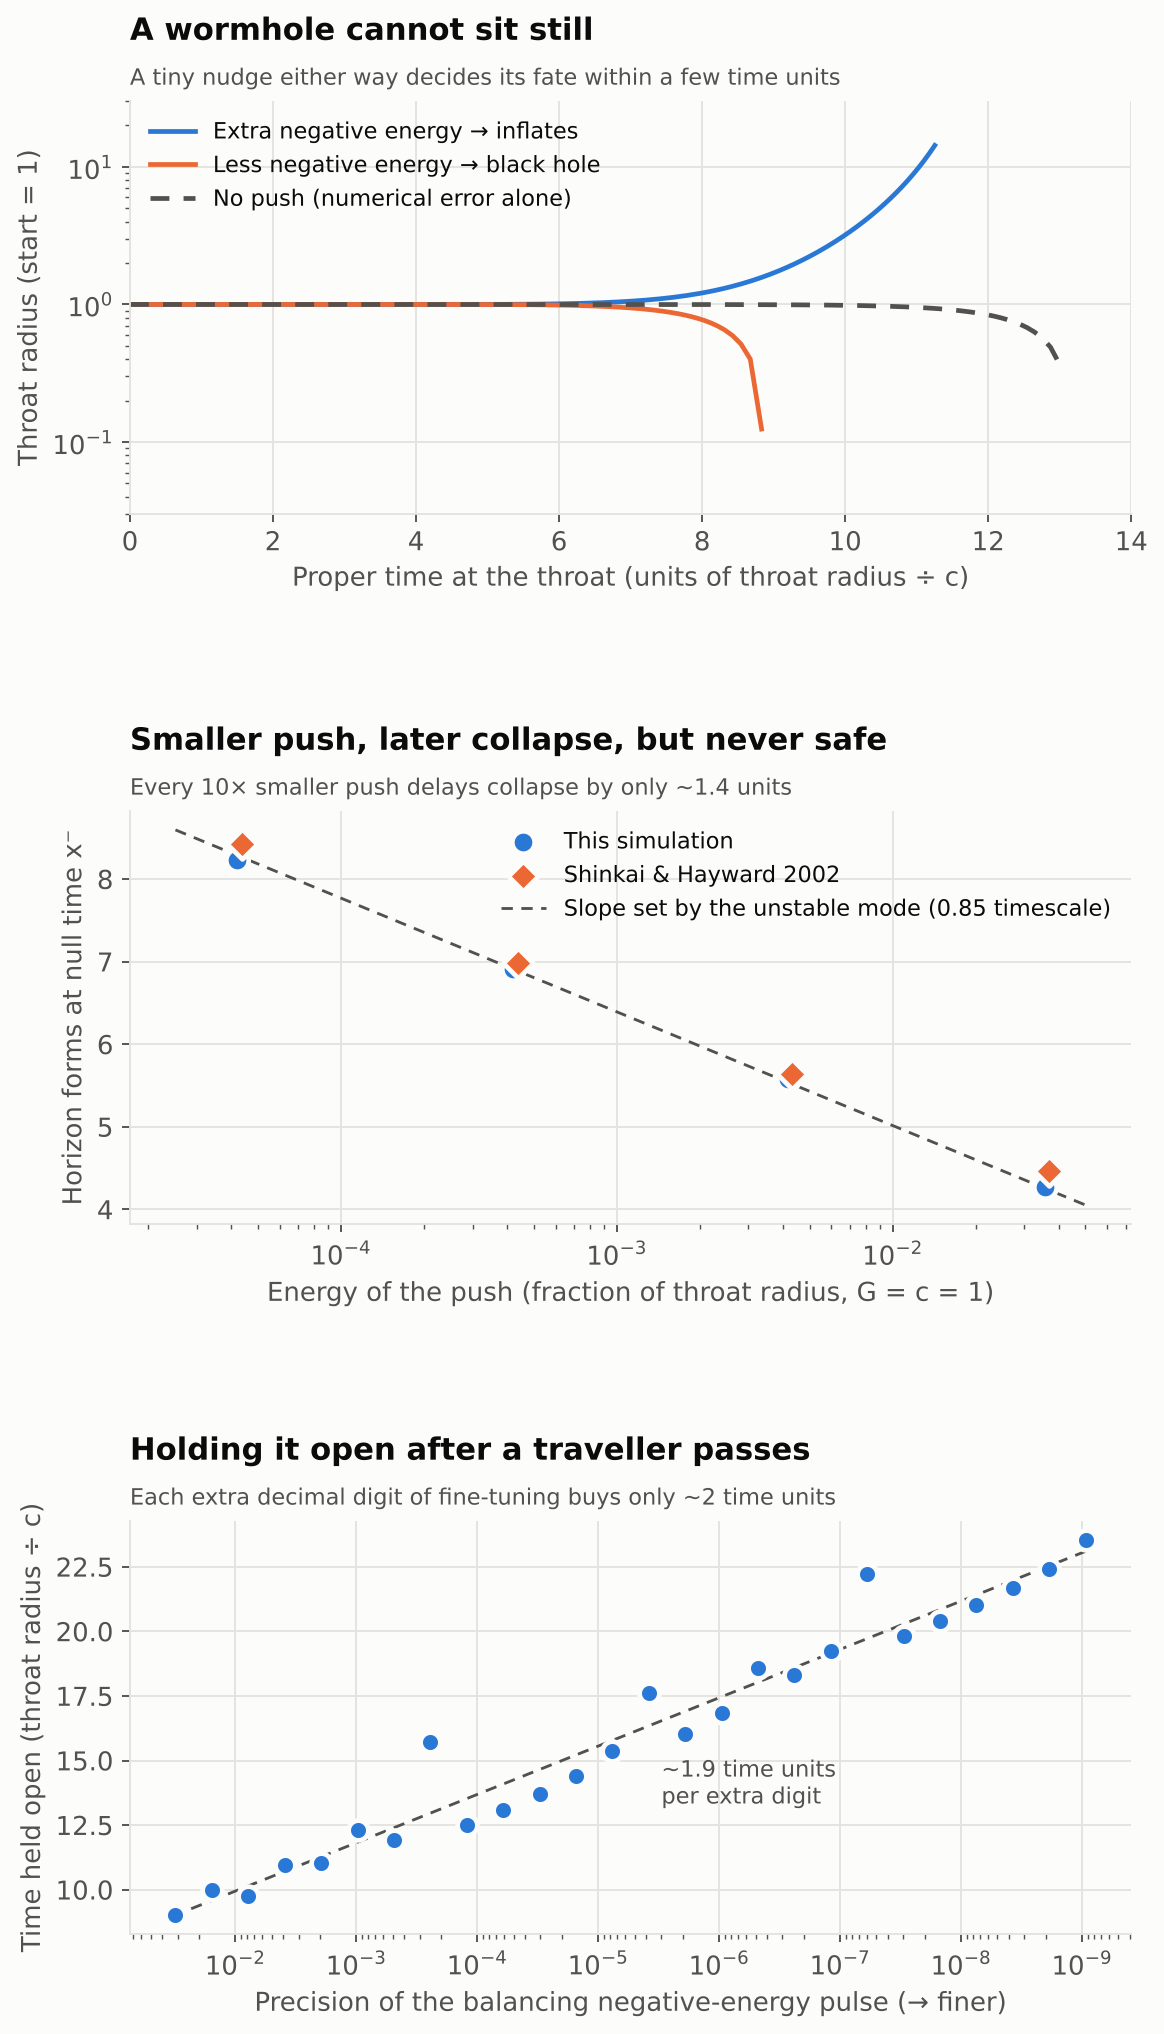 A wormhole cannot sit still
A tiny nudge either way decides its fate within a few time units
Extra negative energy → inflates
Less negative energy → black hole
No push (numerical error alone)
Throat radius (start = 1)
10¹
10⁰
10⁻¹
0 2 4 6 8 10 12 14
Proper time at the throat (units of throat radius ÷ c)
Smaller push, later collapse, but never safe
Every 10× smaller push delays collapse by only ~1.4 units
This simulation
Shinkai & Hayward 2002
Slope set by the unstable mode (0.85 timescale)
Horizon forms at null time x⁻
8
7
6
5
4
10⁻⁴ 10⁻³ 10⁻²
Energy of the push (fraction of throat radius, G = c = 1)
Holding it open after a traveller passes
Each extra decimal digit of fine-tuning buys only ~2 time units
Time held open (throat radius ÷ c)
22.5
20.0
17.5
15.0
12.5
10.0
~1.9 time units
per extra digit
10⁻² 10⁻³ 10⁻⁴ 10⁻⁵ 10⁻⁶ 10⁻⁷ 10⁻⁸ 10⁻⁹
Precision of the balancing negative-energy pulse (→ finer)